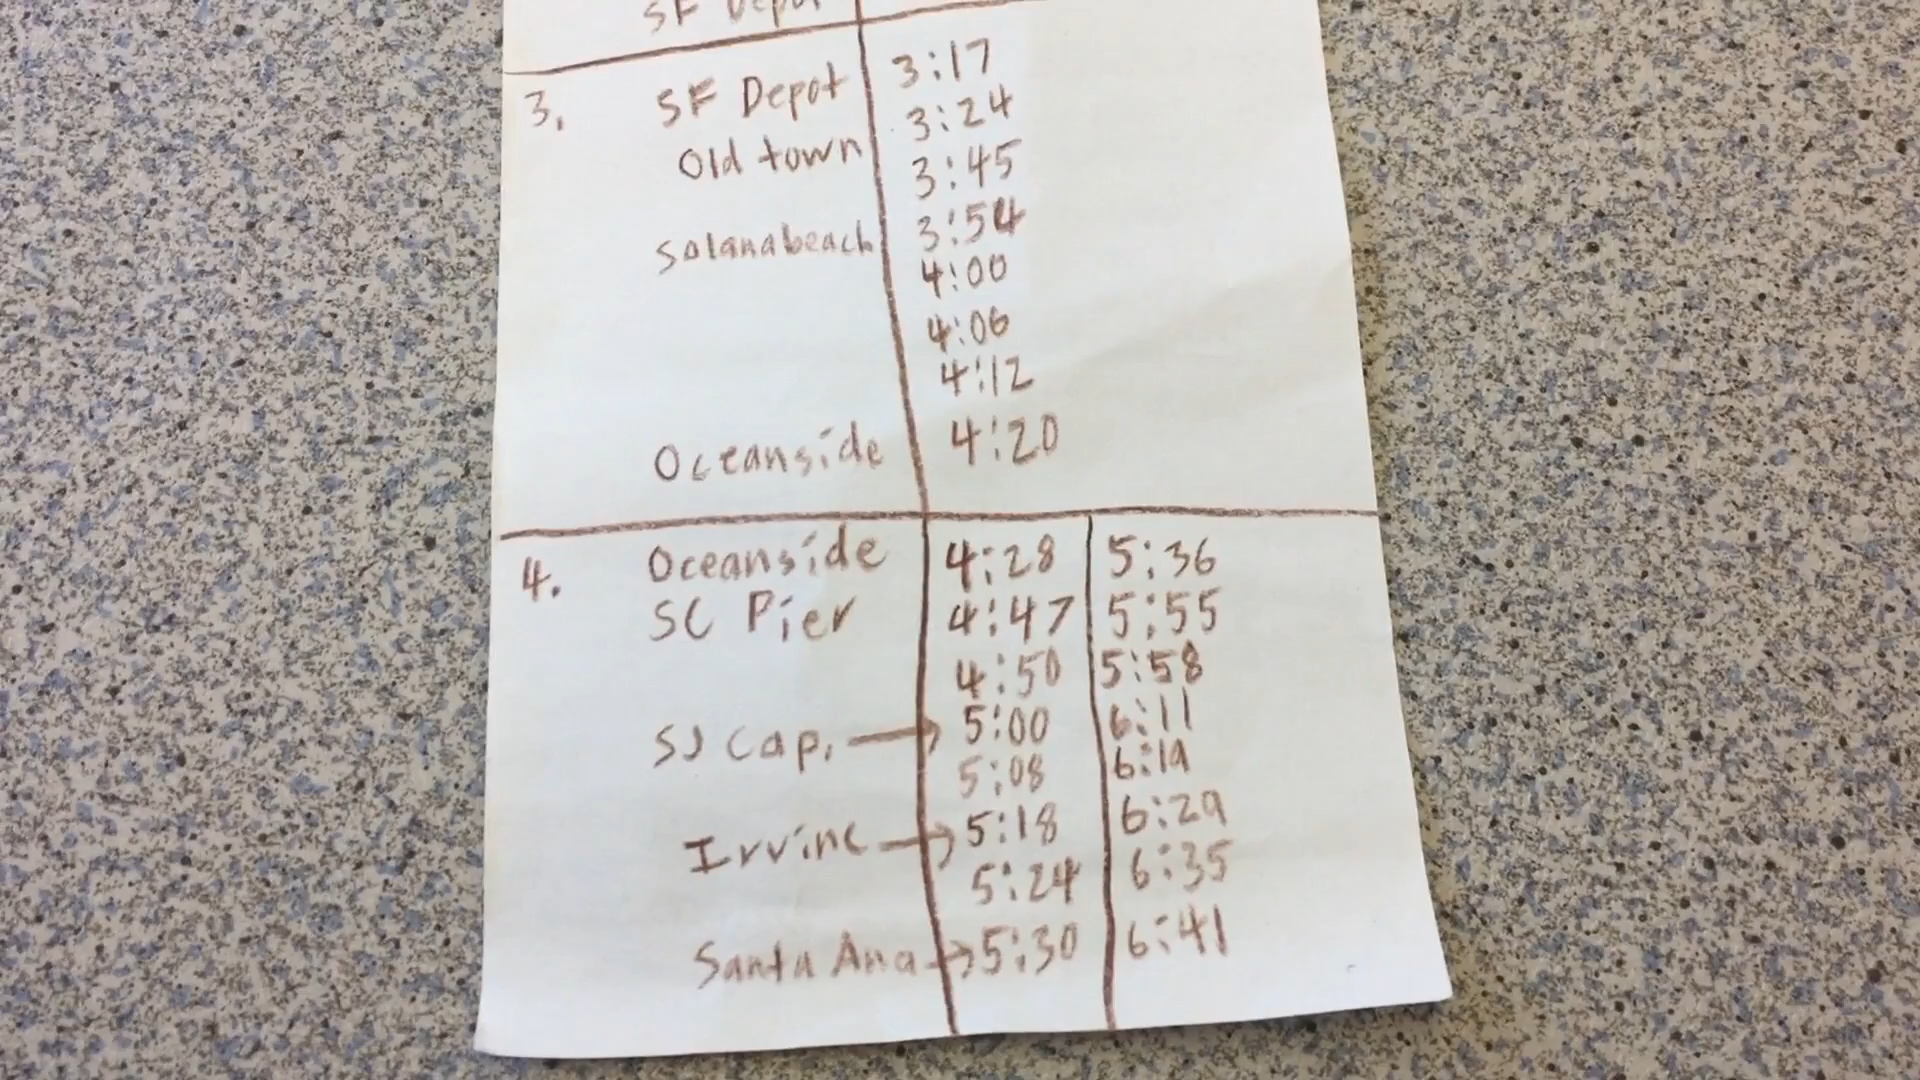 SF Depot
3. SF Depot 3:17
3:24
Old town 3:45
3:54
Solanabeach 4:00
4:06
4:12
Oceanside 4:20
4. Oceanside 4:28 5:36
SC Pier 4:47 5:55
4:50 5:58
SJ Cap. → 5:00 6:11
5:08 6:19
Irvine → 5:18 6:29
5:24 6:35
Santa Ana → 5:30 6:41